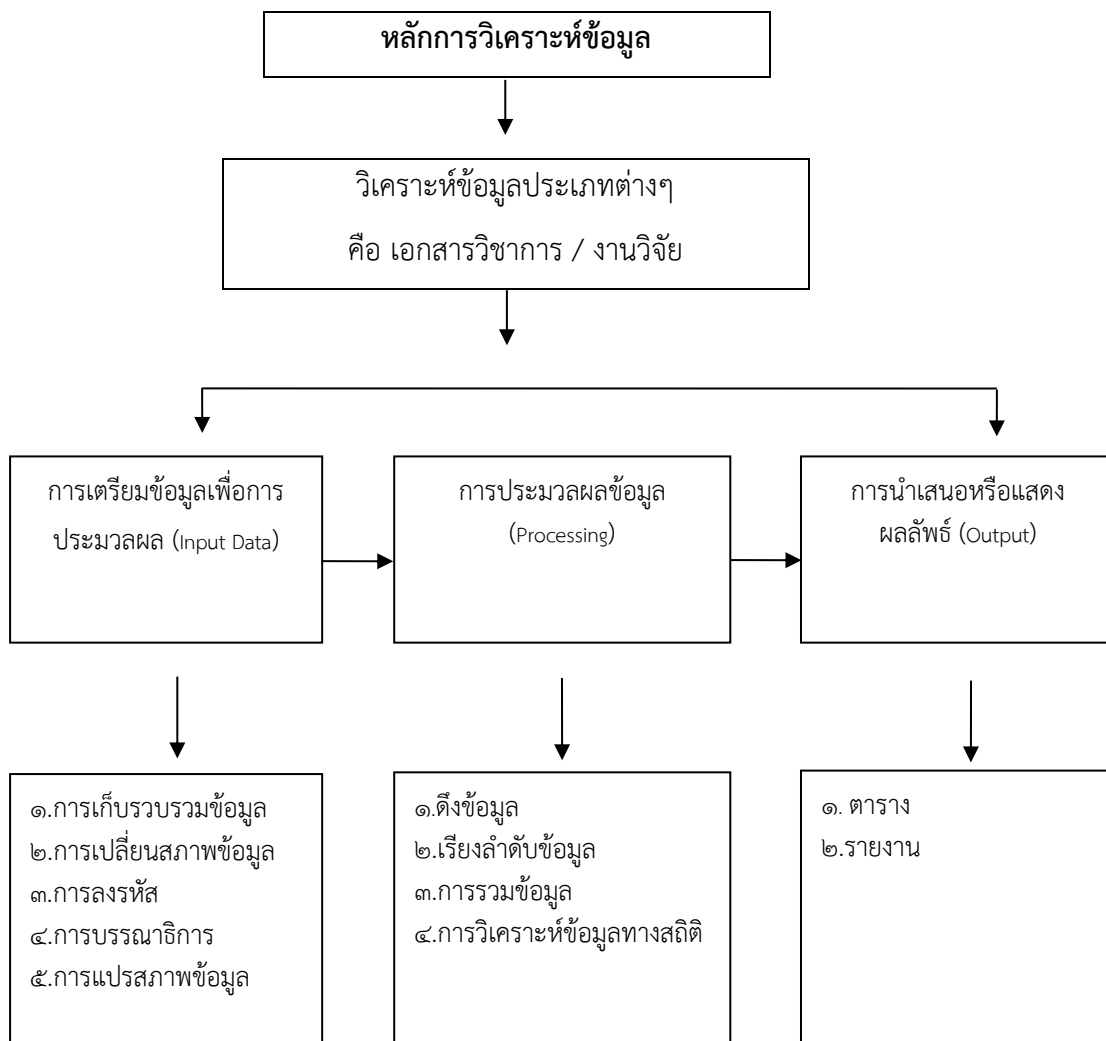 หลักการวิเคราะห์ข้อมูล
วิเคราะห์ข้อมูลประเภทต่างๆ
คือ เอกสารวิชาการ / งานวิจัย
การเตรียมข้อมูลเพื่อการ
ประมวลผล (Input Data)
การประมวลผลข้อมูล
(Processing)
การนำเสนอหรือแสดง
ผลลัพธ์ (Output)
๑.การเก็บรวบรวมข้อมูล
๒.การเปลี่ยนสภาพข้อมูล
๓.การลงรหัส
๔.การบรรณาธิการ
๕.การแปรสภาพข้อมูล
๑.ดึงข้อมูล
๒.เรียงลำดับข้อมูล
๓.การรวมข้อมูล
๔.การวิเคราะห์ข้อมูลทางสถิติ
๑. ตาราง
๒.รายงาน